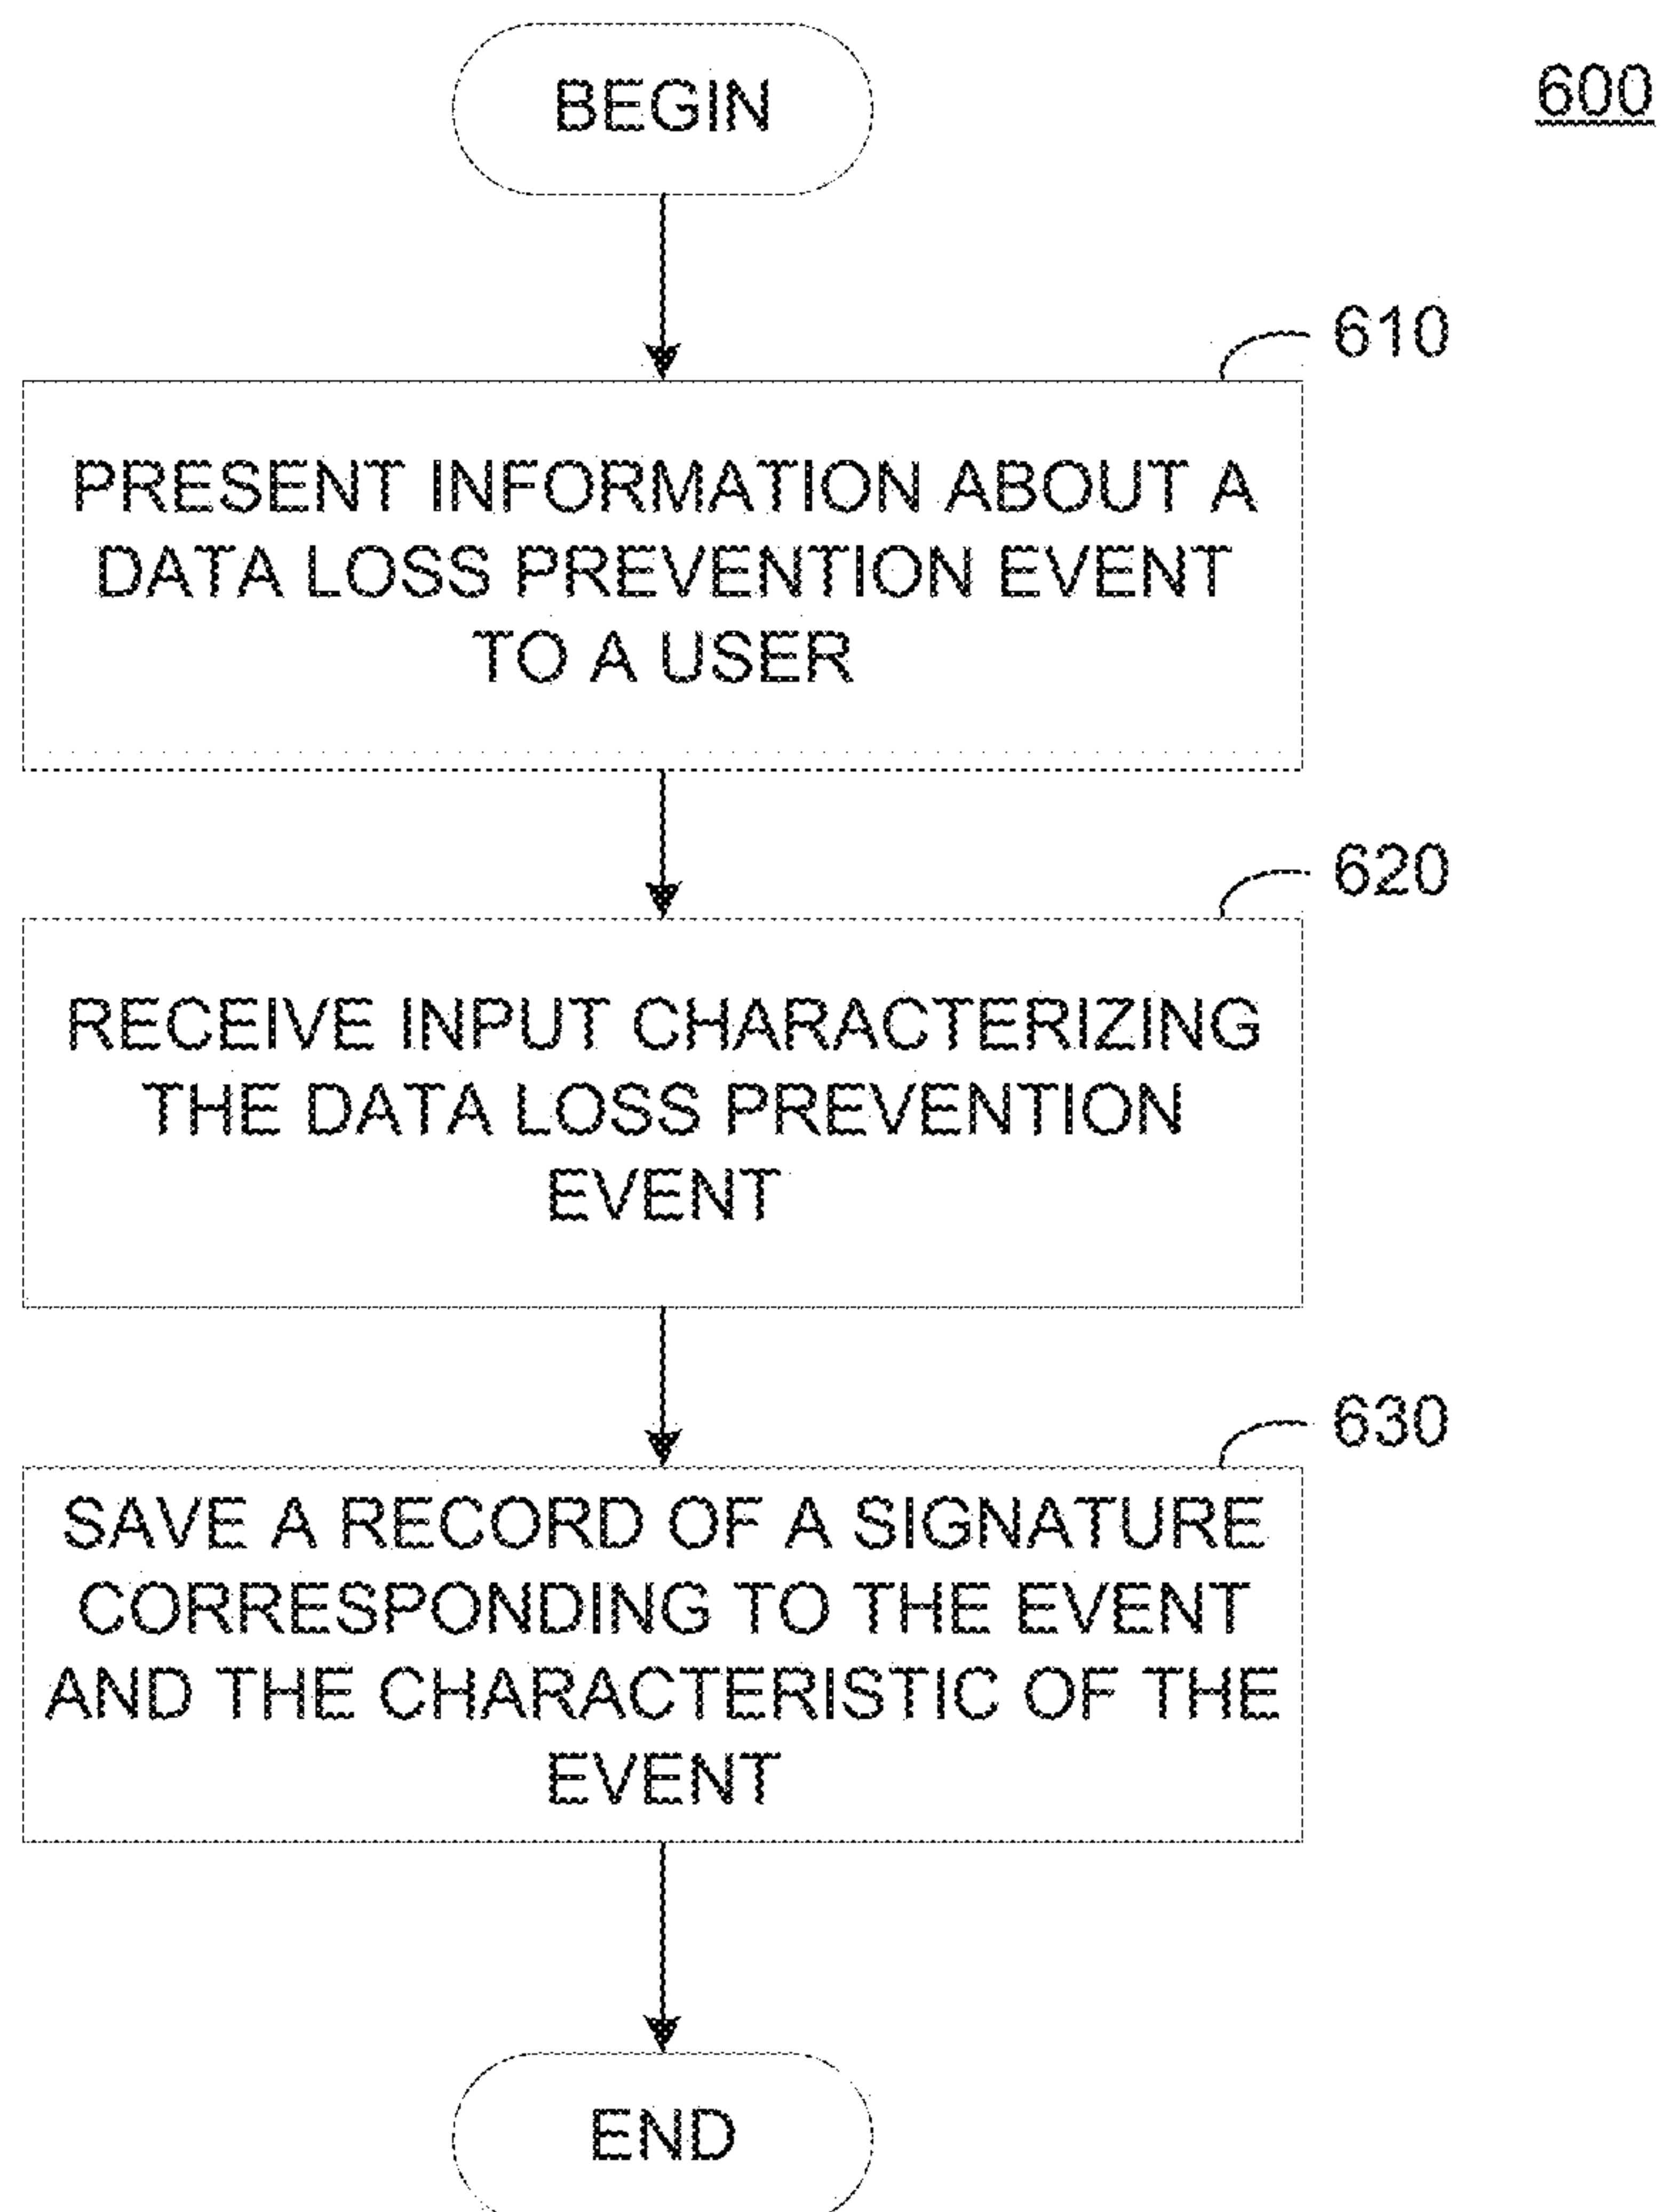 BEGIN
600
610
PRESENT INFORMATION ABOUT A
DATA LOSS PREVENTION EVENT
TO A USER
620
RECEIVE INPUT CHARACTERIZING
THE DATA LOSS PREVENTION
EVENT
630
SAVE A RECORD OF A SIGNATURE
CORRESPONDING TO THE EVENT
AND THE CHARACTERISTIC OF THE
EVENT
END